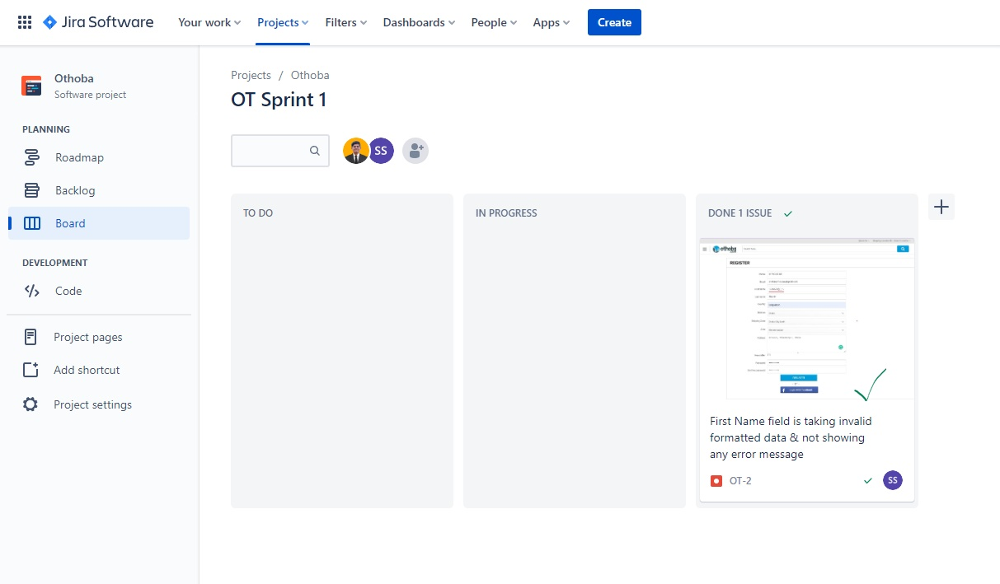 Jira Software
Your work
Projects
Filters
Dashboards
People
Apps
Create
Othoba
Software project
PLANNING
Roadmap
Backlog
Board
DEVELOPMENT
Code
Project pages
Add shortcut
Project settings
Projects / Othoba
OT Sprint 1
SS
TO DO
IN PROGRESS
DONE 1 ISSUE
othoba
REGISTER
First Name field is taking invalid
formatted data & not showing
any error message
OT-2
SS